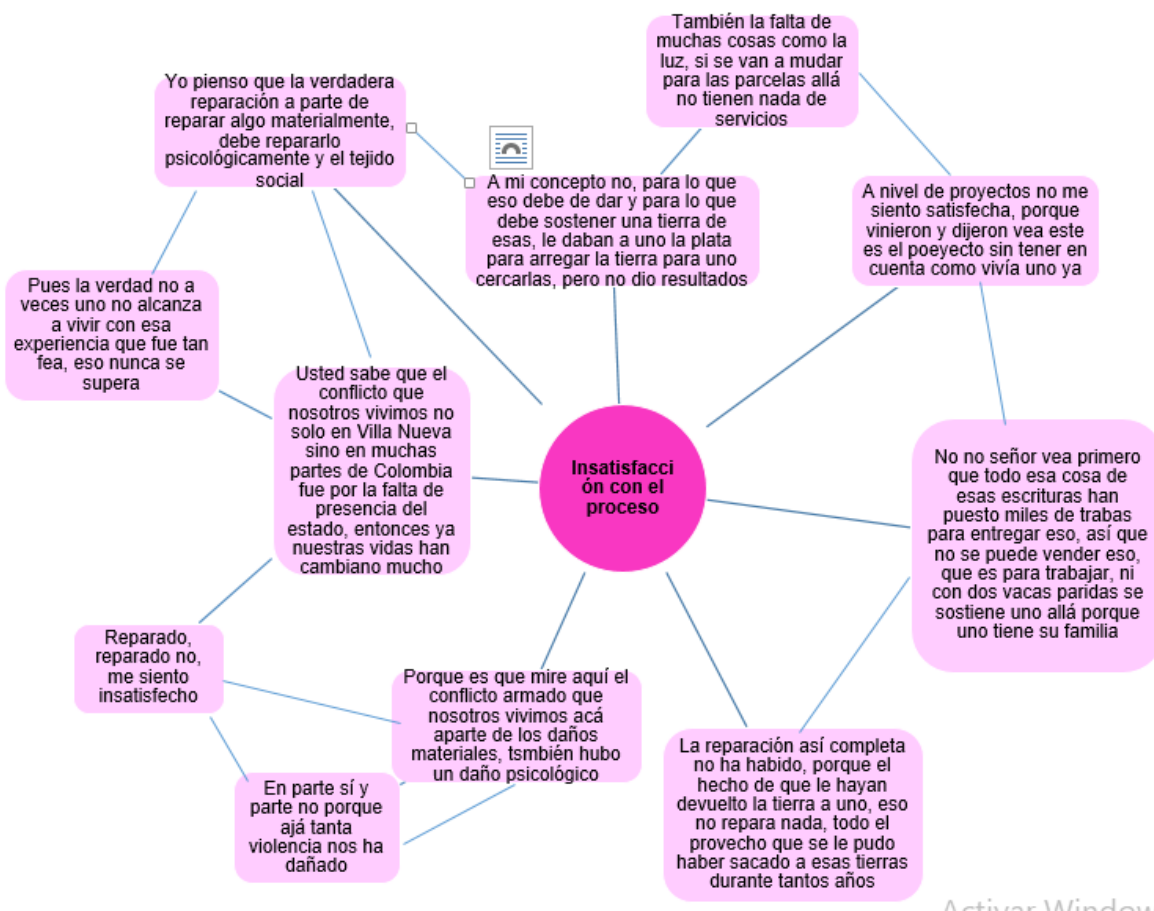 También la falta de
muchas cosas como la
luz, si se van a mudar
para las parcelas allá
no tienen nada de
servicios
Yo pienso que la verdadera
reparación a parte de
reparar algo materialmente,
debe repararlo
psicológicamente y el tejido
social
A mi concepto no, para lo que
eso debe de dar y para lo que
debe sostener una tierra de
esas, le daban a uno la plata
para arregar la tierra para uno
cercarlas, pero no dio resultados
A nivel de proyectos no me
siento satisfecha, porque
vinieron y dijeron vea este
es el poeyecto sin tener en
cuenta como vivía uno ya
Pues la verdad no a
veces uno no alcanza
a vivir con esa
experiencia que fue tan
fea, eso nunca se
supera
Usted sabe que el
conflicto que
nosotros vivimos no
solo en Villa Nueva
sino en muchas
partes de Colombia
fue por la falta de
presencia del
estado, entonces ya
nuestras vidas han
cambiano mucho
Insatisfacci
ón con el
proceso
No no señor vea primero
que todo esa cosa de
esas escrituras han
puesto miles de trabas
para entregar eso, así que
no se puede vender eso,
que es para trabajar, ni
con dos vacas paridas se
sostiene uno allá porque
uno tiene su familia
Reparado,
reparado no,
me siento
insatisfecho
Porque es que mire aquí el
conflicto armado que
nosotros vivimos acá
aparte de los daños
materiales, tsmbién hubo
un daño psicológico
En parte sí y
parte no porque
ajá tanta
violencia nos ha
dañado
La reparación así completa
no ha habido, porque el
hecho de que le hayan
devuelto la tierra a uno, eso
no repara nada, todo el
provecho que se le pudo
haber sacado a esas tierras
durante tantos años
Activar Window